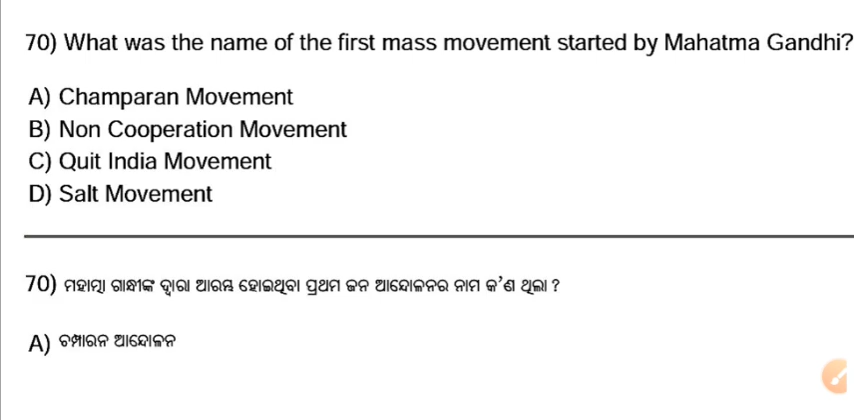 70) What was the name of the first mass movement started by Mahatma Gandhi?
A) Champaran Movement
B) Non Cooperation Movement
C) Quit India Movement
D) Salt Movement
70) ମହାତ୍ମା ଗାନ୍ଧୀଙ୍କ ଦ୍ୱାରା ଆରମ୍ଭ ହୋଇଥିବା ପ୍ରଥମ ଜନ ଆନ୍ଦୋଳନର ନାମ କ'ଣ ଥିଲା ?
A) ଚମ୍ପାରନ ଆନ୍ଦୋଳନ